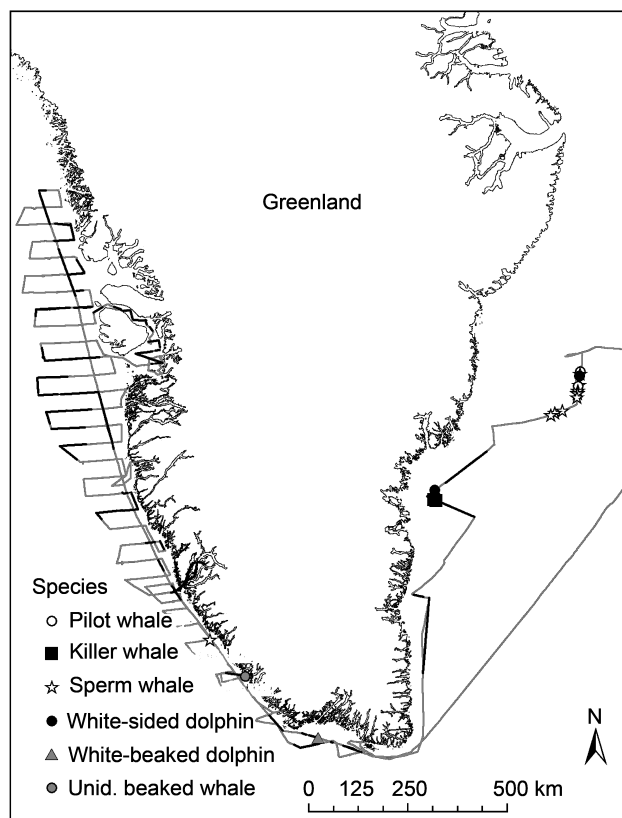 Greenland
Species
Pilot whale
Killer whale
Sperm whale
White-sided dolphin
White-beaked dolphin
Unid. beaked whale
N
0 125 250 500 km